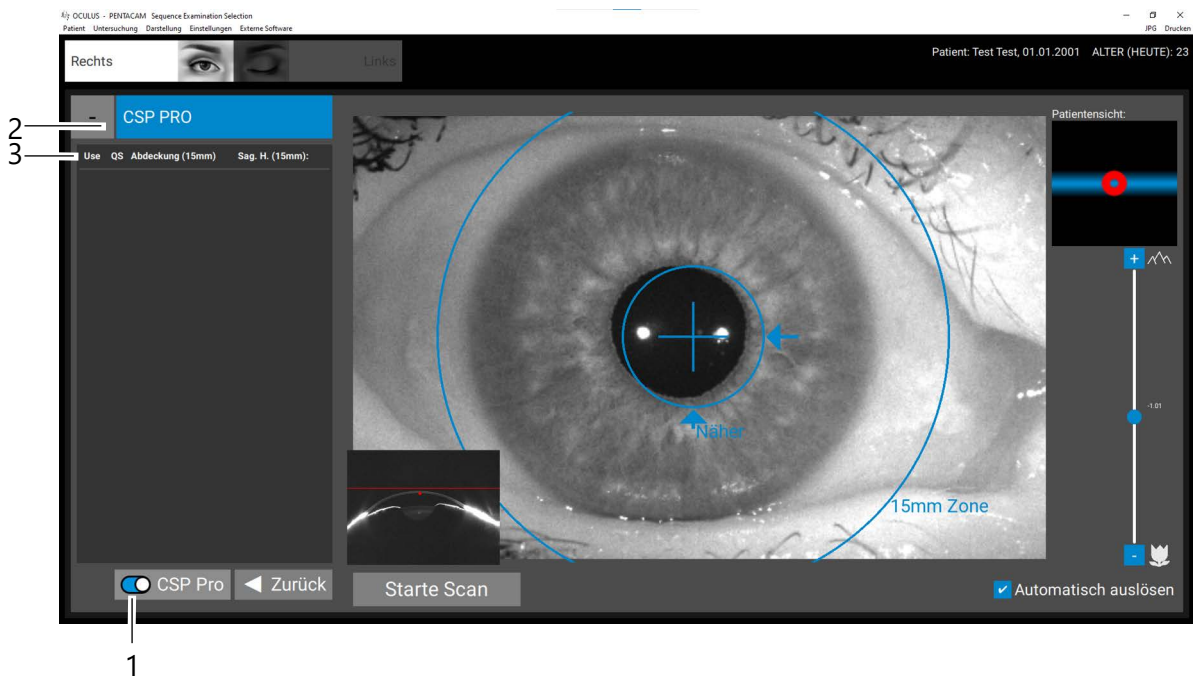 OCULUS - PENTACAM Sequence Examination Selection
Patient Untersuchung Darstellung Einstellungen Externe Software
JPG Drucken
Rechts
Links
Patient: Test Test, 01.01.2001 ALTER (HEUTE): 23
2
- CSP PRO
Patientensicht:
3
Use QS Abdeckung (15mm) Sag. H. (15mm):
+
-1.01
Näher
15mm Zone
-
CSP Pro
Zurück
Starte Scan
Automatisch auslösen
1